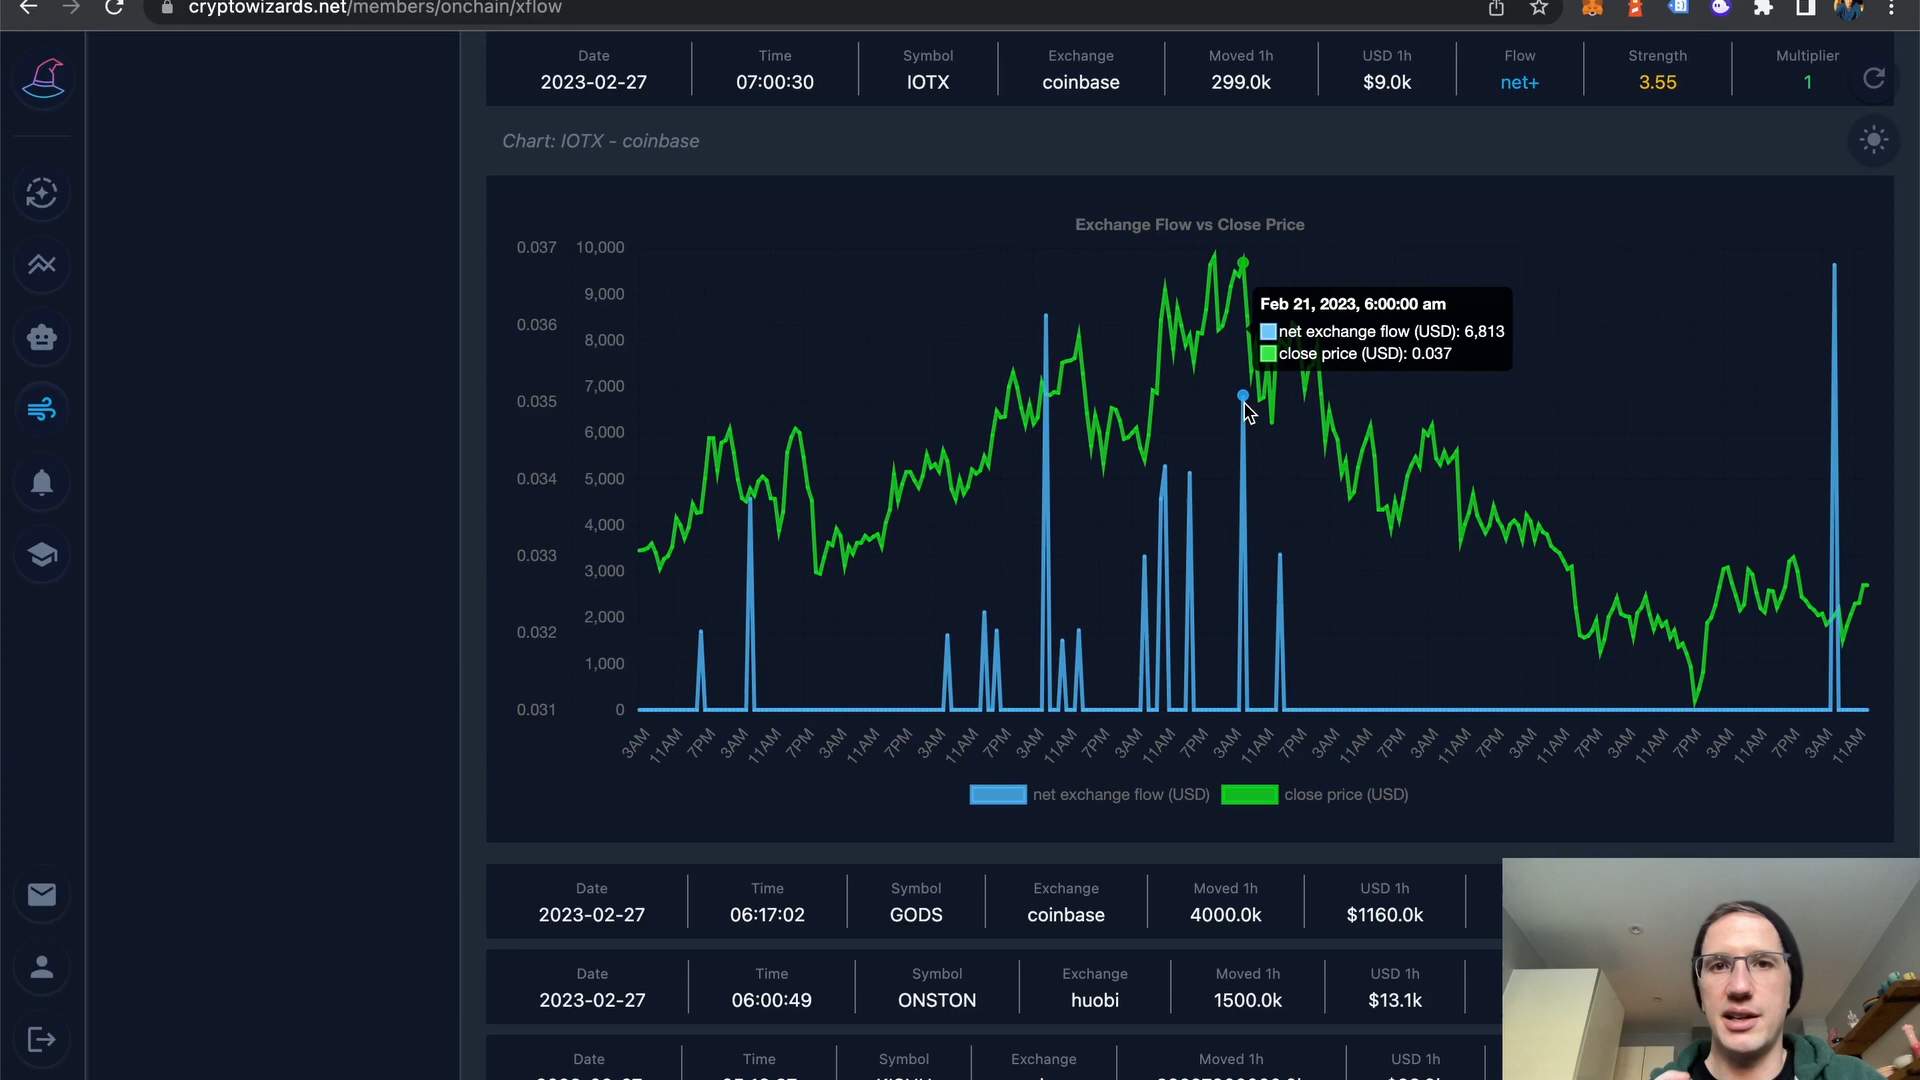 cryptowizards.net/members/onchain/xflow
Date Time Symbol Exchange Moved 1h USD 1h Flow Strength Multiplier
2023-02-27 07:00:30 IOTX coinbase 299.0k $9.0k net+ 3.55 1
Chart: IOTX - coinbase
Exchange Flow vs Close Price
0.037 10,000
9,000
0.036
8,000
7,000
0.035
6,000
0.034 5,000
4,000
0.033
3,000
2,000
0.032
1,000
0.031 0
Feb 21, 2023, 6:00:00 am
net exchange flow (USD): 6,813
close price (USD): 0.037
3AM 11AM 7PM 3AM 11AM 7PM 3AM 11AM 7PM 3AM 11AM 7PM 3AM 11AM 7PM 3AM 11AM 7PM 3AM 11AM 7PM 3AM 11AM 7PM 3AM 11AM 7PM 3AM 11AM 7PM 3AM 11AM 7PM 3AM 11AM 7PM 3AM 11AM
net exchange flow (USD) close price (USD)
Date Time Symbol Exchange Moved 1h USD 1h
2023-02-27 06:17:02 GODS coinbase 4000.0k $1160.0k
Date Time Symbol Exchange Moved 1h USD 1h
2023-02-27 06:00:49 ONSTON huobi 1500.0k $13.1k
Date Time Symbol Exchange Moved 1h USD 1h